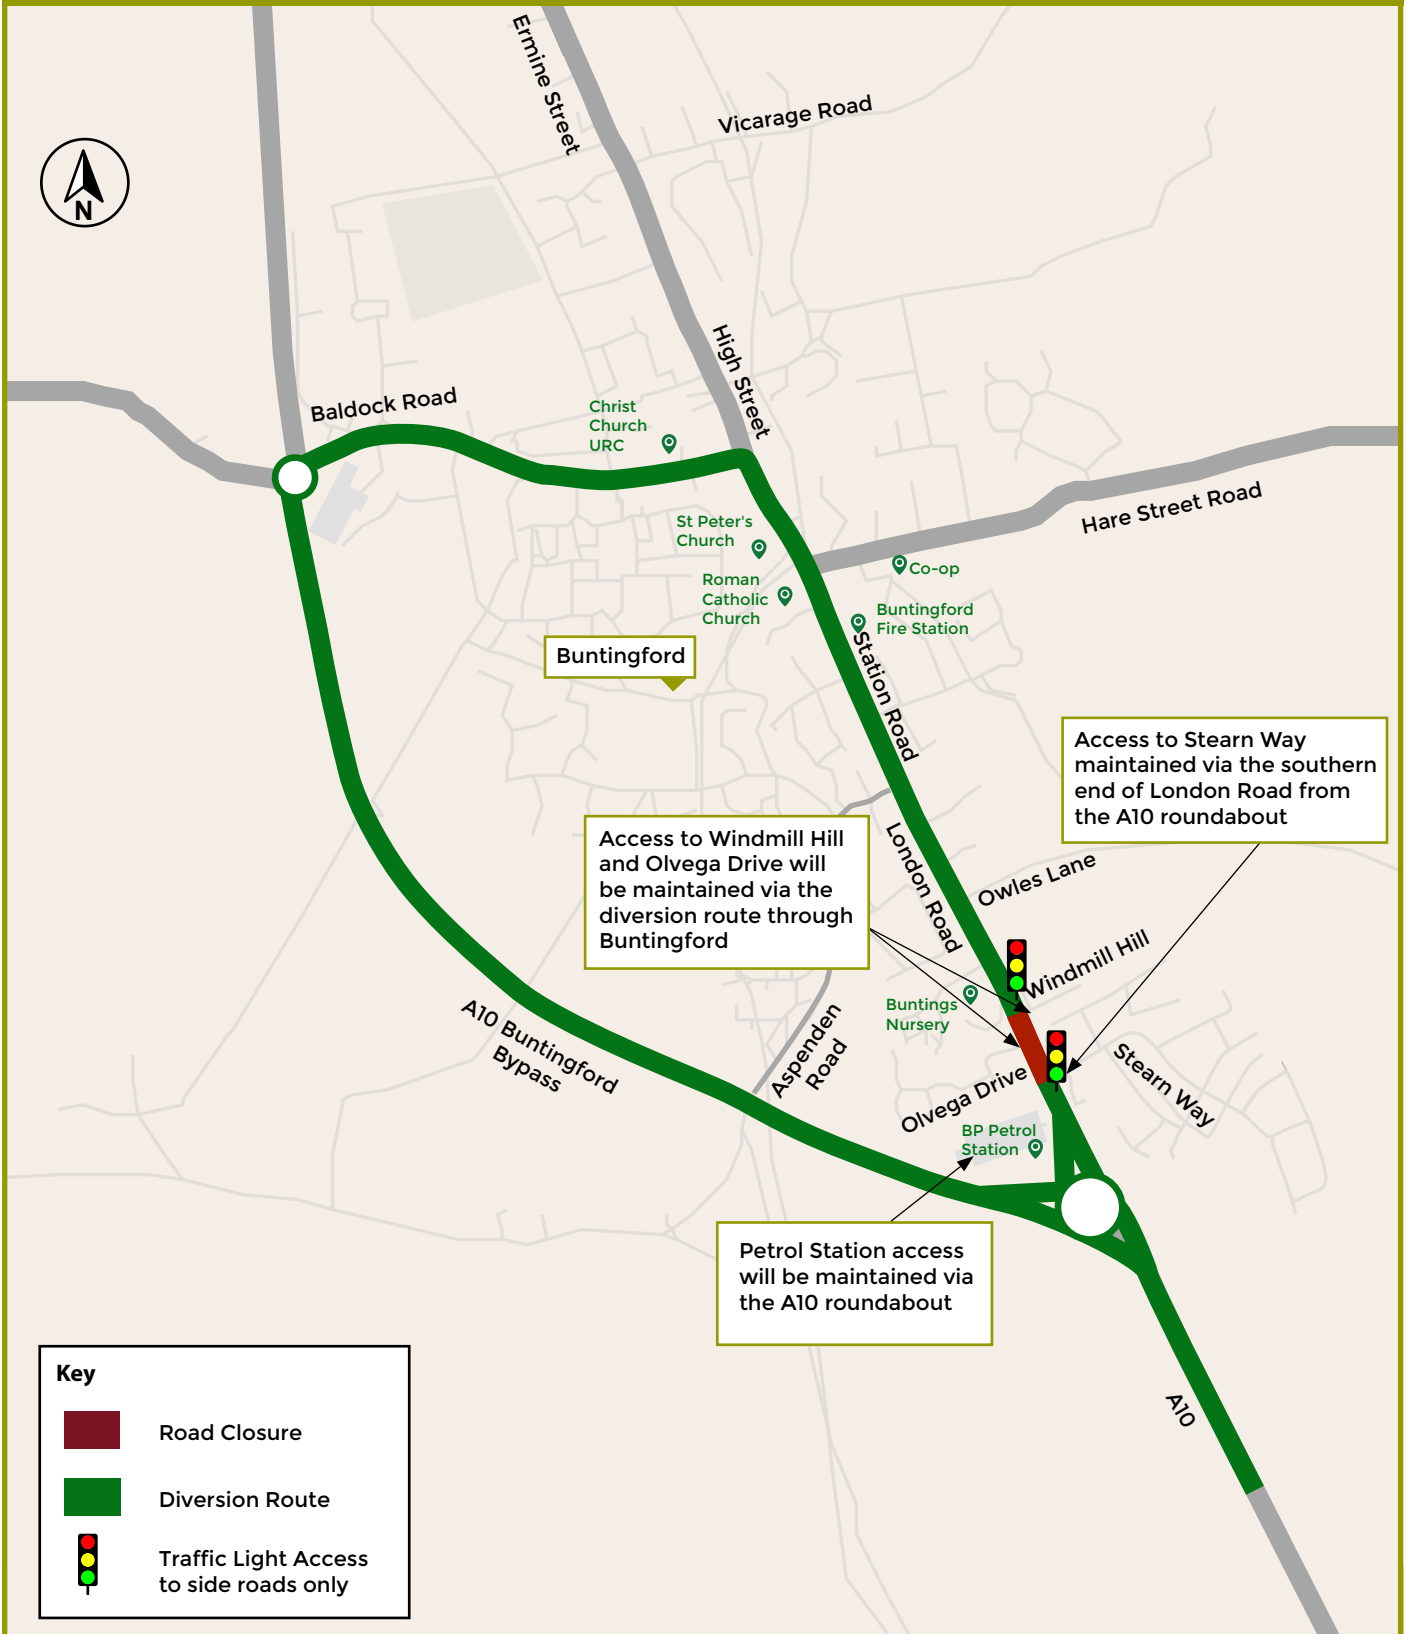 Ermine Street
Vicarage Road
N
High Street
Baldock Road
Christ
Church
URC
Hare Street Road
St Peter's
Church
Co-op
Roman
Catholic
Church
Buntingford
Fire Station
Station Road
Buntingford
Access to Stearn Way
maintained via the southern
end of London Road from
the A10 roundabout
Access to Windmill Hill
and Olvega Drive will
be maintained via the
diversion route through
Buntingford
London Road
Owles Lane
Windmill Hill
Buntings
Nursery
A10 Buntingford
Bypass
Aspenden
Road
Olvega Drive
Stearn Way
BP Petrol
Station
Petrol Station access
will be maintained via
the A10 roundabout
A10
Key
Road Closure
Diversion Route
Traffic Light Access
to side roads only